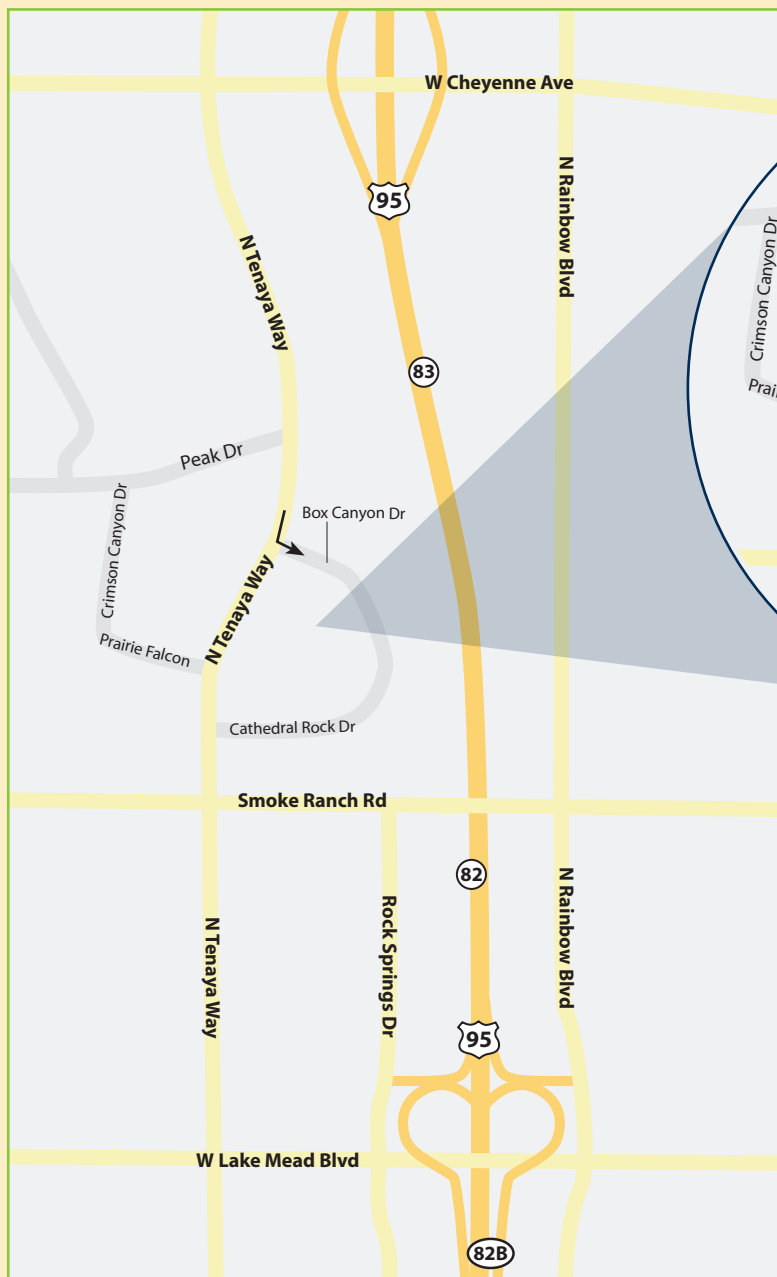 W Cheyenne Ave
95
N Rainbow Blvd
Crimson Canyon Dr
N Tenaya Way
83
Peak Dr
Crimson Canyon Dr
Box Canyon Dr
N Tenaya Way
Prairie Falcon
Cathedral Rock Dr
Smoke Ranch Rd
82
N Rainbow Blvd
Rock Springs Dr
N Tenaya Way
95
W Lake Mead Blvd
82B